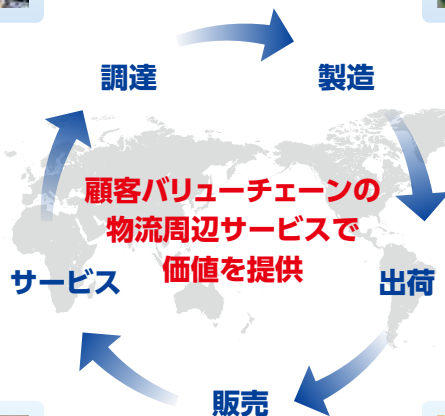 調達
製造
顧客バリューチェーンの
物流周辺サービスで
価値を提供
サービス
出荷
販売